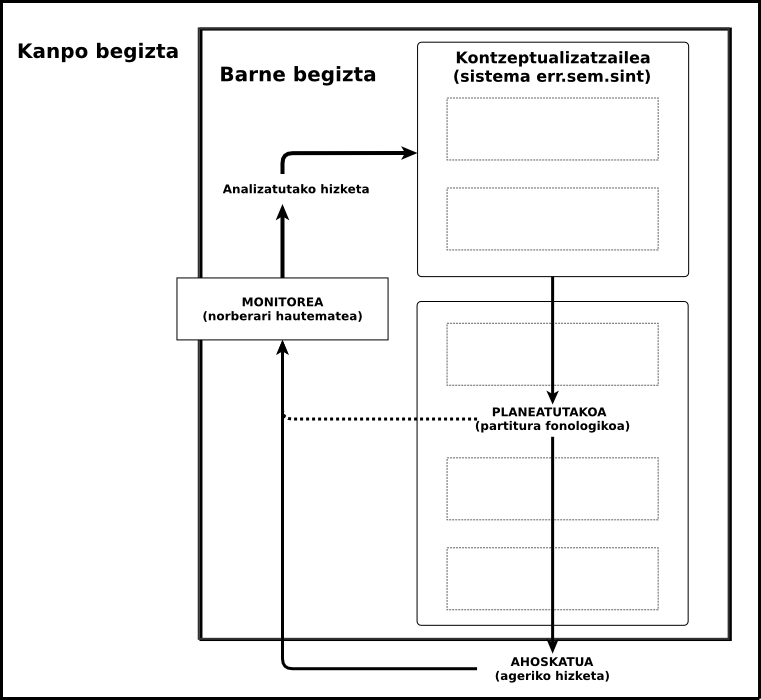 Kanpo begizta
Barne begizta
Kontzeptualizatzailea
(sistema err.sem.sint)
Analizatutako hizketa
MONITOREA
(norberari hautematea)
PLANEATUTAKOA
(partitura fonologikoa)
AHOSKATUA
(ageriko hizketa)